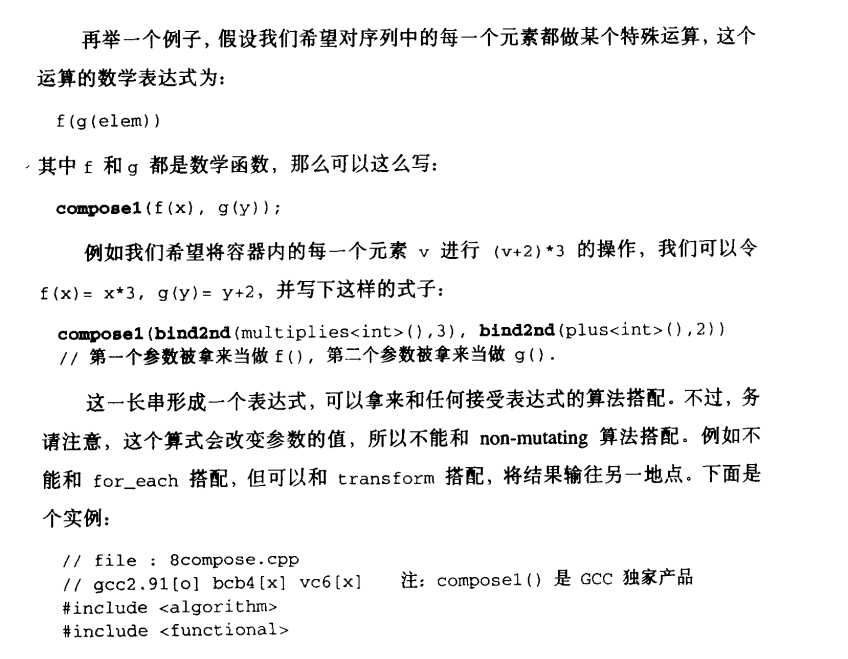 再举一个例子，假设我们希望对序列中的每一个元素都做某个特殊运算，这个
运算的数学表达式为：
f(g(elem))
其中 f 和 g 都是数学函数，那么可以这么写：
compose1(f(x), g(y));
例如我们希望将容器内的每一个元素 v 进行 (v+2)*3 的操作，我们可以令
f(x)= x*3, g(y)= y+2，并写下这样的式子：
compose1(bind2nd(multiplies<int>(),3), bind2nd(plus<int>(),2))
// 第一个参数被拿来当做 f()，第二个参数被拿来当做 g().
这一长串形成一个表达式，可以拿来和任何接受表达式的算法搭配。不过，务
请注意，这个算式会改变参数的值，所以不能和 non-mutating 算法搭配。例如不
能和 for_each 搭配，但可以和 transform 搭配，将结果输往另一地点。下面是
个实例：
// file : 8compose.cpp
// gcc2.91[o] bcb4[x] vc6[x] 注：compose1() 是 GCC 独家产品
#include <algorithm>
#include <functional>